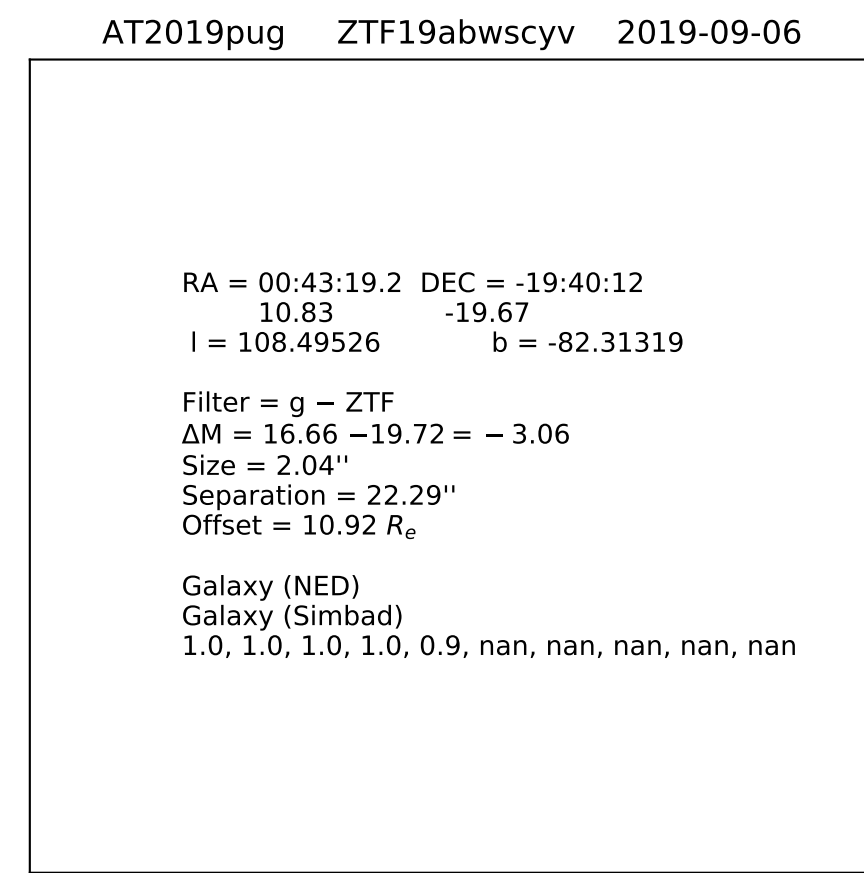 AT2019pug ZTF19abwscyv 2019-09-06
RA = 00:43:19.2 DEC = -19:40:12
10.83 -19.67
l = 108.49526 b = -82.31319
Filter = g − ZTF
ΔM = 16.66 −19.72 = − 3.06
Size = 2.04''
Separation = 22.29''
Offset = 10.92 Re
Galaxy (NED)
Galaxy (Simbad)
1.0, 1.0, 1.0, 1.0, 0.9, nan, nan, nan, nan, nan